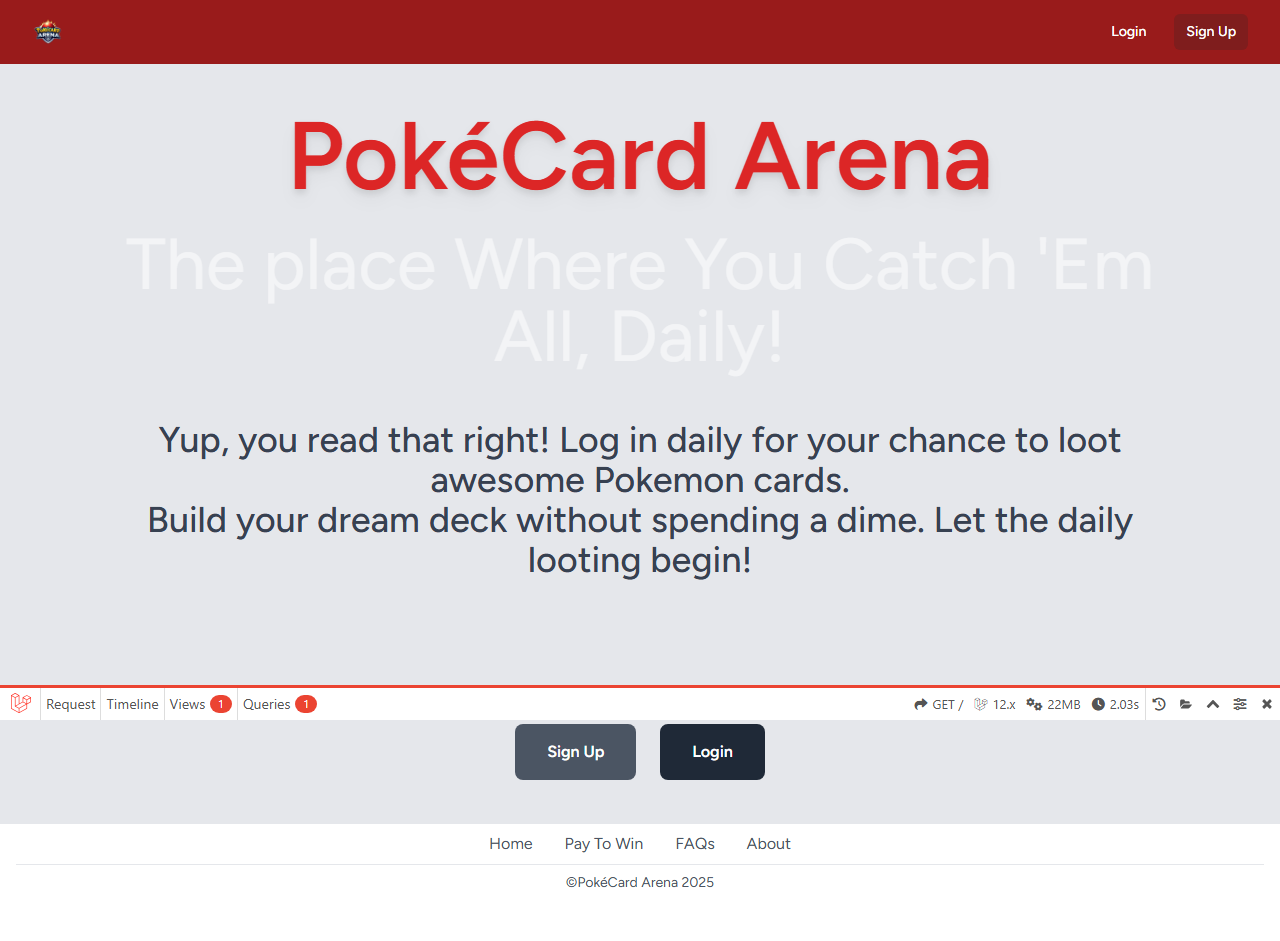 ARENA
Login
Sign Up
PokéCard Arena
The place Where You Catch 'Em
All, Daily!
Yup, you read that right! Log in daily for your chance to loot
awesome Pokemon cards.
Build your dream deck without spending a dime. Let the daily
looting begin!
Request Timeline Views 1 Queries 1 GET / 12.x 22MB 2.03s
Sign Up
Login
Home Pay To Win FAQs About
©PokéCard Arena 2025